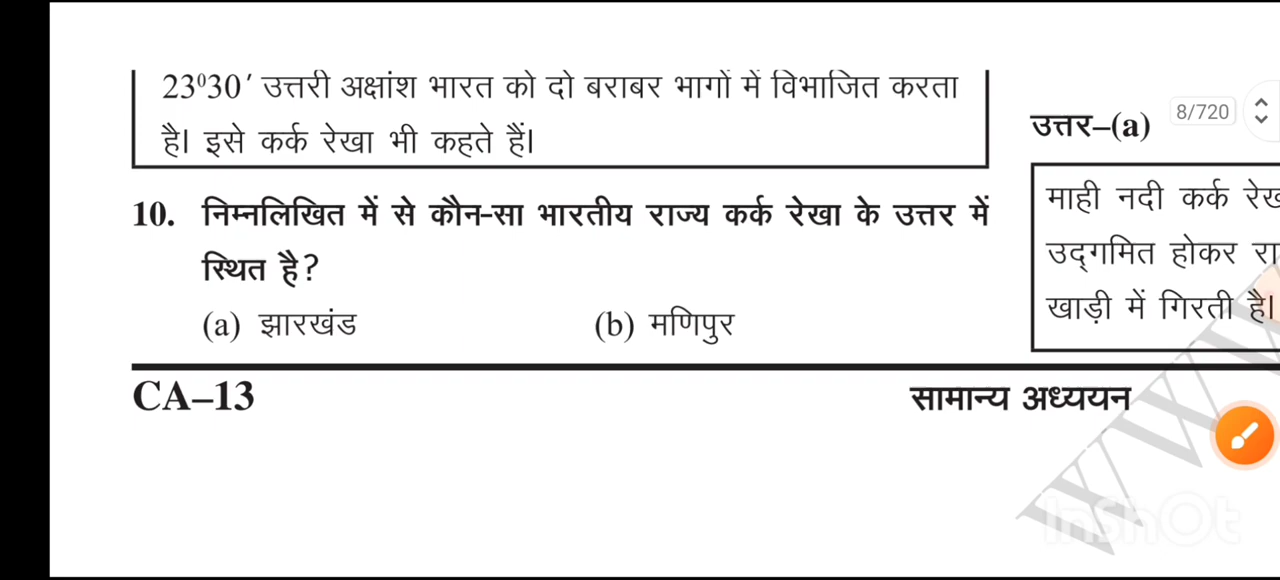 23⁰30′ उत्तरी अक्षांश भारत को दो बराबर भागों में विभाजित करता
है। इसे कर्क रेखा भी कहते हैं।
10. निम्नलिखित में से कौन-सा भारतीय राज्य कर्क रेखा के उत्तर में
स्थित है?
(a) झारखंड (b) मणिपुर
उत्तर–(a)
8/720
माही नदी कर्क
उद्गमित होकर
खाड़ी में गिरती है।
CA–13
सामान्य अध्ययन
WW
InShOt